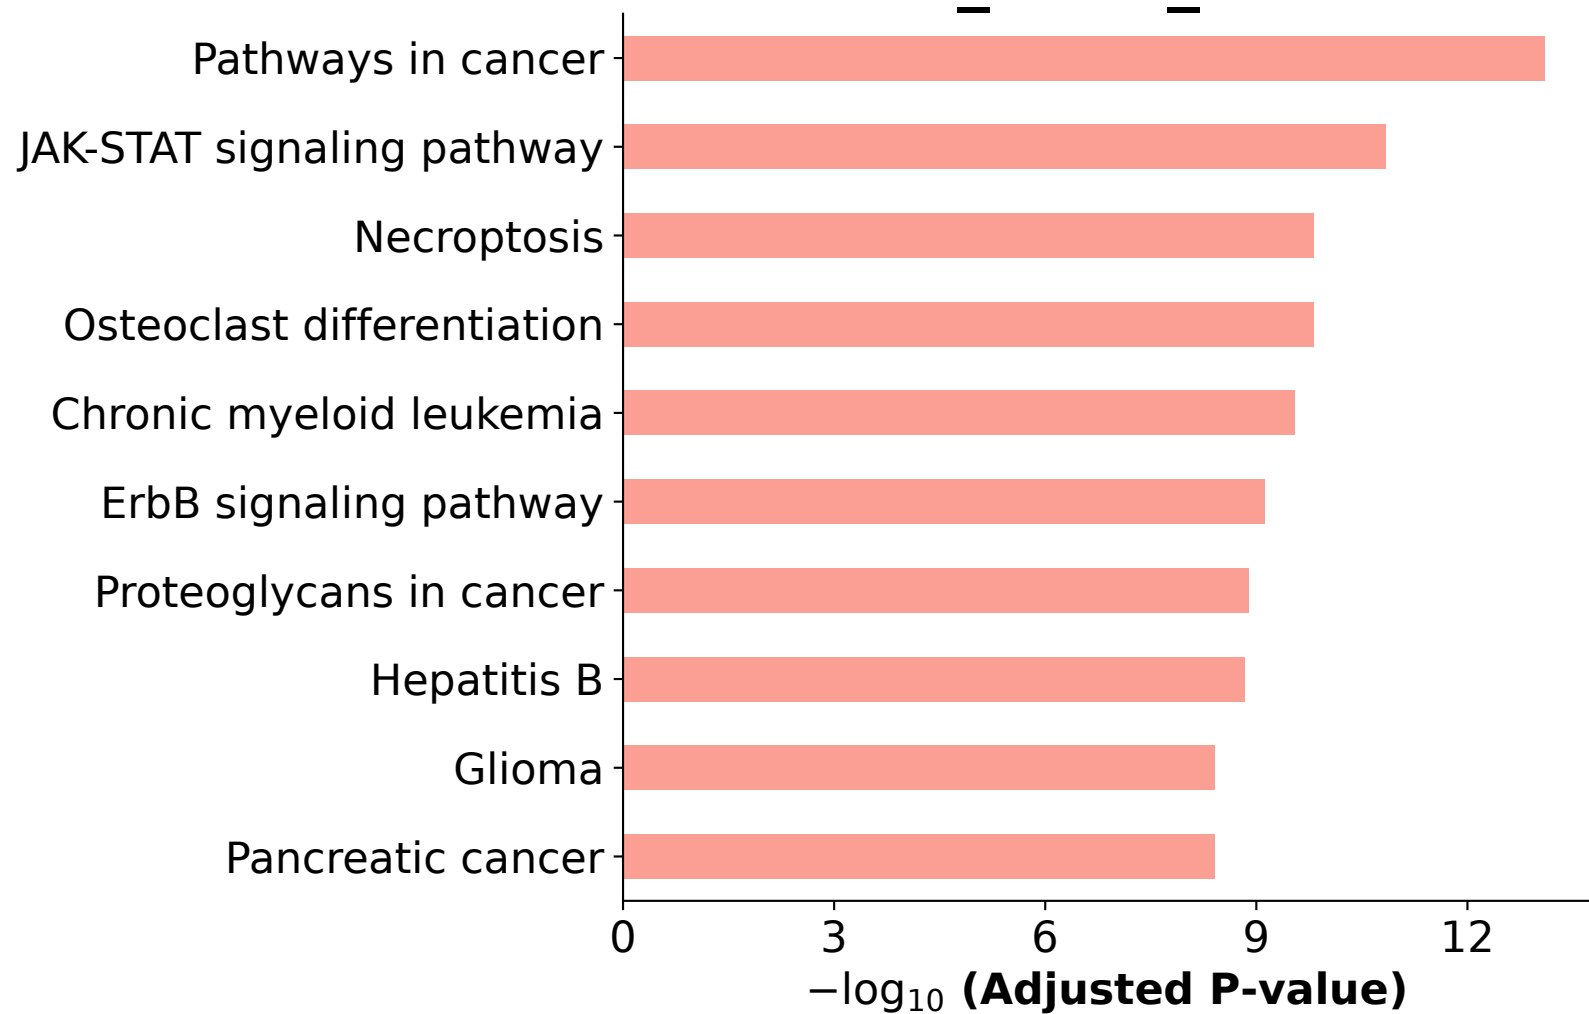 Pathways in cancer
JAK-STAT signaling pathway
Necroptosis
Osteoclast differentiation
Chronic myeloid leukemia
ErbB signaling pathway
Proteoglycans in cancer
Hepatitis B
Glioma
Pancreatic cancer
0 3 6 9 12
−log₁₀ (Adjusted P-value)